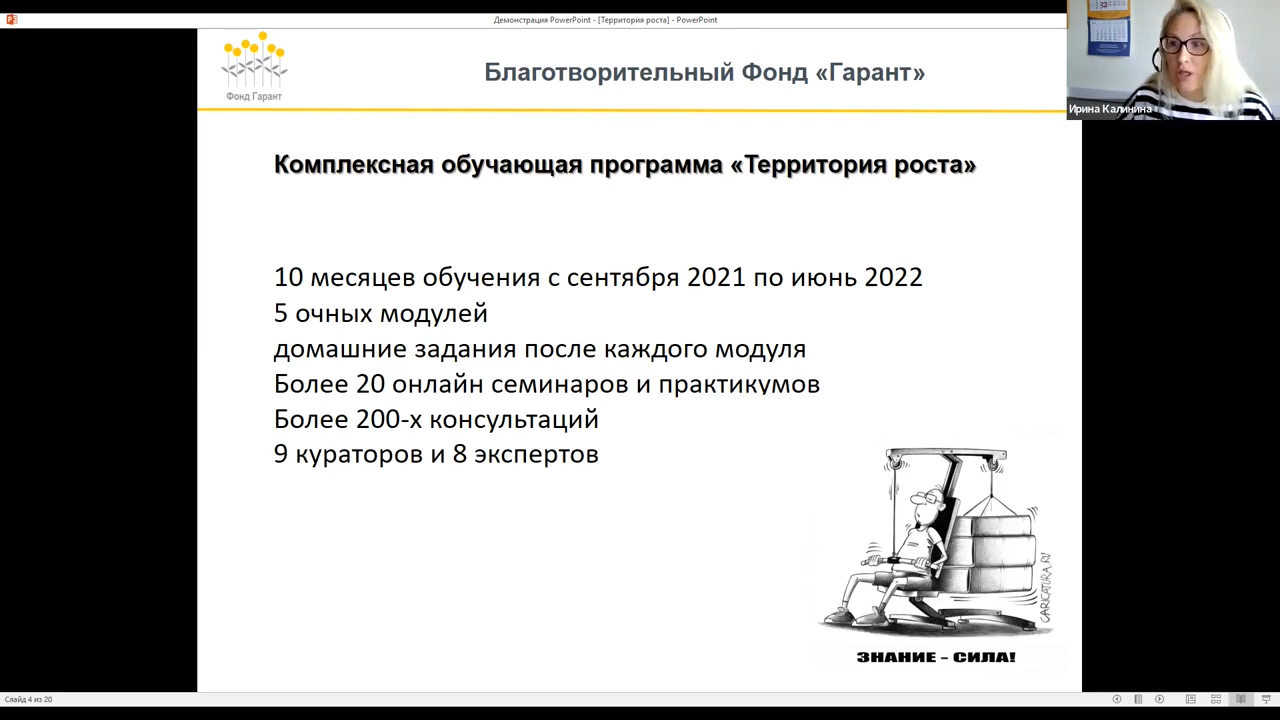 Демонстрация PowerPoint - [Территория роста] - PowerPoint
Фонд Гарант
Благотворительный Фонд «Гарант»
Ирина Калинина
Комплексная обучающая программа «Территория роста»
10 месяцев обучения с сентября 2021 по июнь 2022
5 очных модулей
домашние задания после каждого модуля
Более 20 онлайн семинаров и практикумов
Более 200-х консультаций
9 кураторов и 8 экспертов
CARICATURA.RU
ЗНАНИЕ - СИЛА!
Слайд 4 из 20